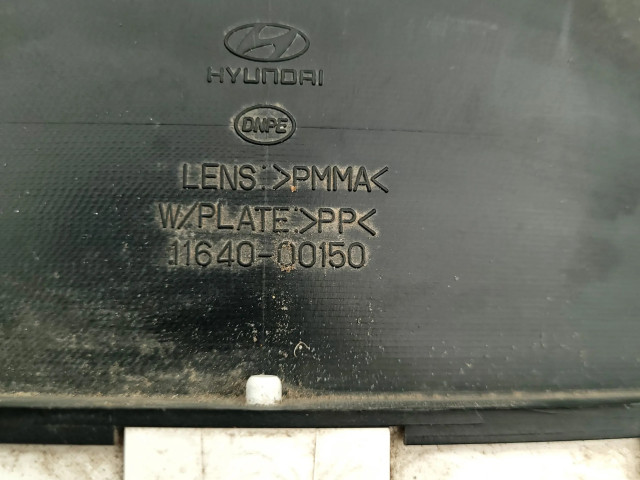 HYUNDAI
DNPE
LENS:>PMMA<
W/PLATE:>PP<
11640-00150